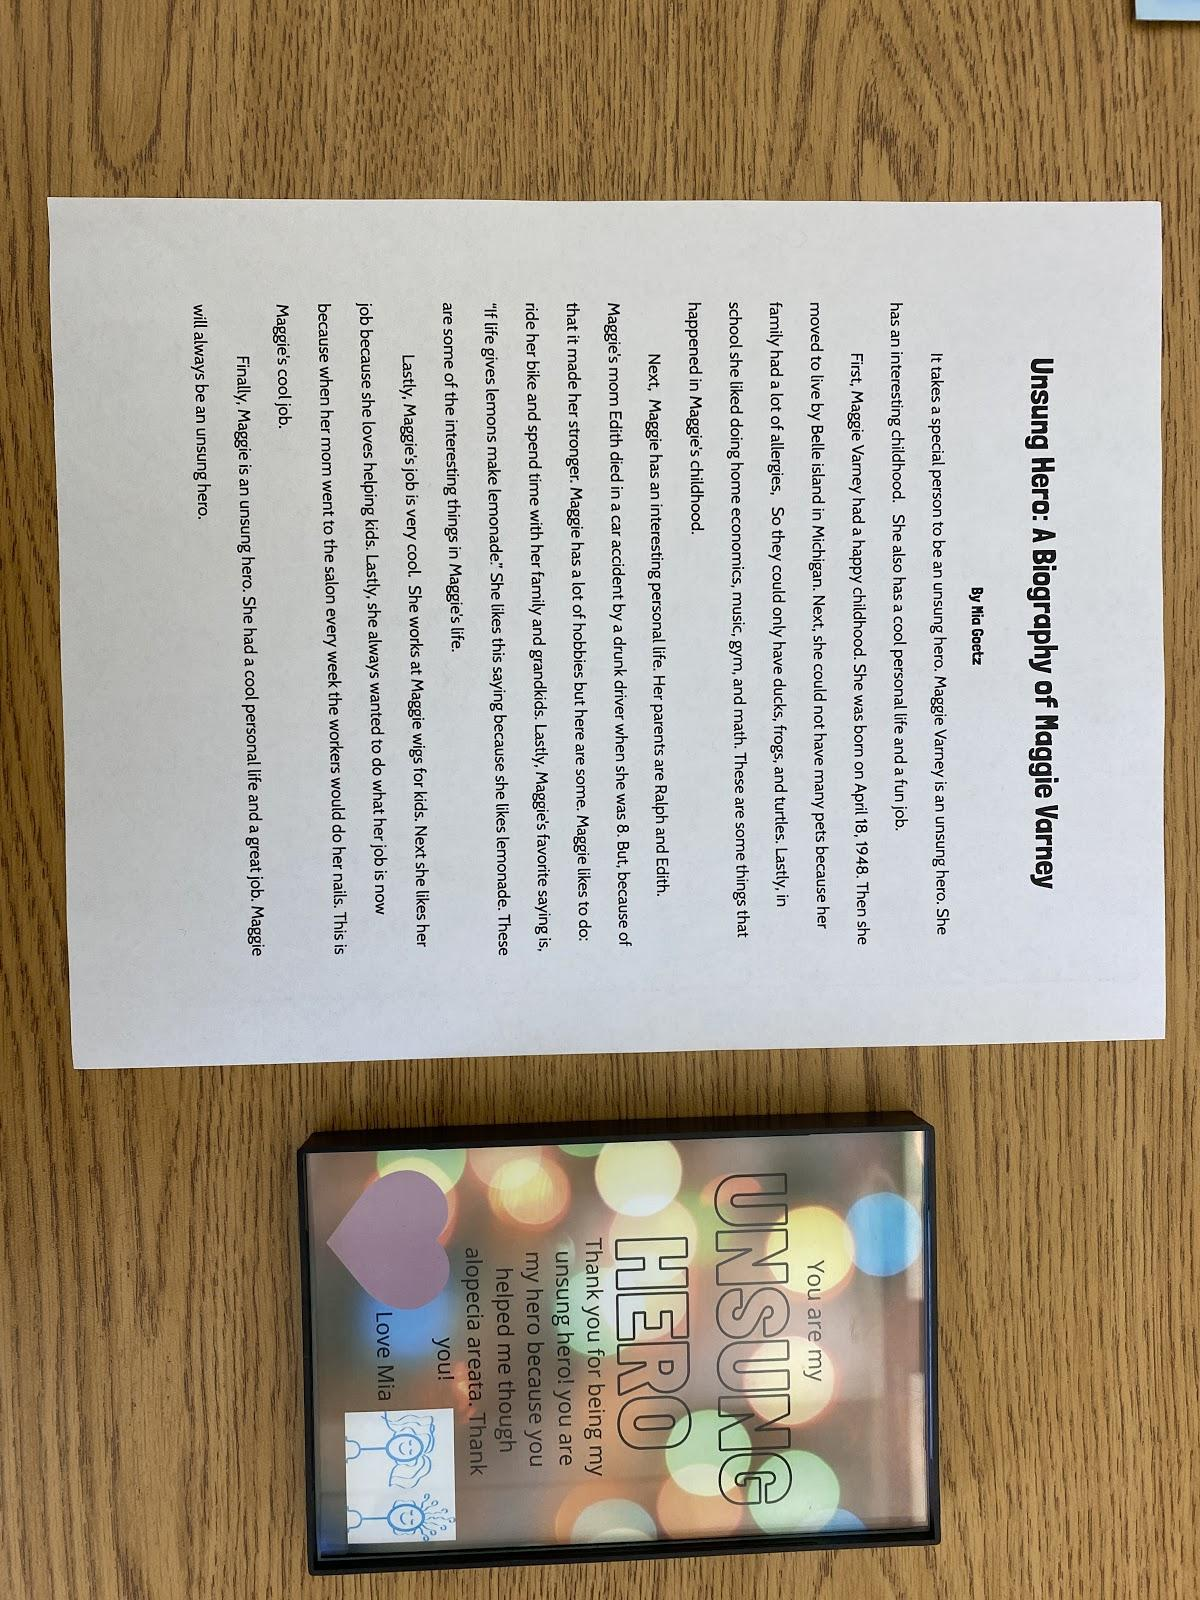 Unsung Hero: A Biography of Maggie Varney
By Mia Goetz
It takes a special person to be an unsung hero. Maggie Varney is an unsung hero. She
has an interesting childhood. She also has a cool personal life and a fun job.
First, Maggie Varney had a happy childhood. She was born on April 18, 1948. Then she
moved to live by Belle island in Michigan. Next, she could not have many pets because her
family had a lot of allergies, So they could only have ducks, frogs, and turtles. Lastly, in
school she liked doing home economics, music, gym, and math. These are some things that
happened in Maggie's childhood.
Next, Maggie has an interesting personal life. Her parents are Ralph and Edith.
Maggie's mom Edith died in a car accident by a drunk driver when she was 8. But, because of
that it made her stronger. Maggie has a lot of hobbies but here are some. Maggie likes to do:
ride her bike and spend time with her family and grandkids. Lastly, Maggie's favorite saying is,
"If life gives lemons make lemonade." She likes this saying because she likes lemonade. These
are some of the interesting things in Maggie's life.
Lastly, Maggie's job is very cool. She works at Maggie wigs for kids. Next she likes her
job because she loves helping kids. Lastly, she always wanted to do what her job is now
because when her mom went to the salon every week the workers would do her nails. This is
Maggie's cool job.
Finally, Maggie is an unsung hero. She had a cool personal life and a great job. Maggie
will always be an unsung hero.
You are my
UNSUNG
HERO
Thank you for being my
unsung hero! you are
my hero because you
helped me though
alopecia areata. Thank
you!
Love Mia